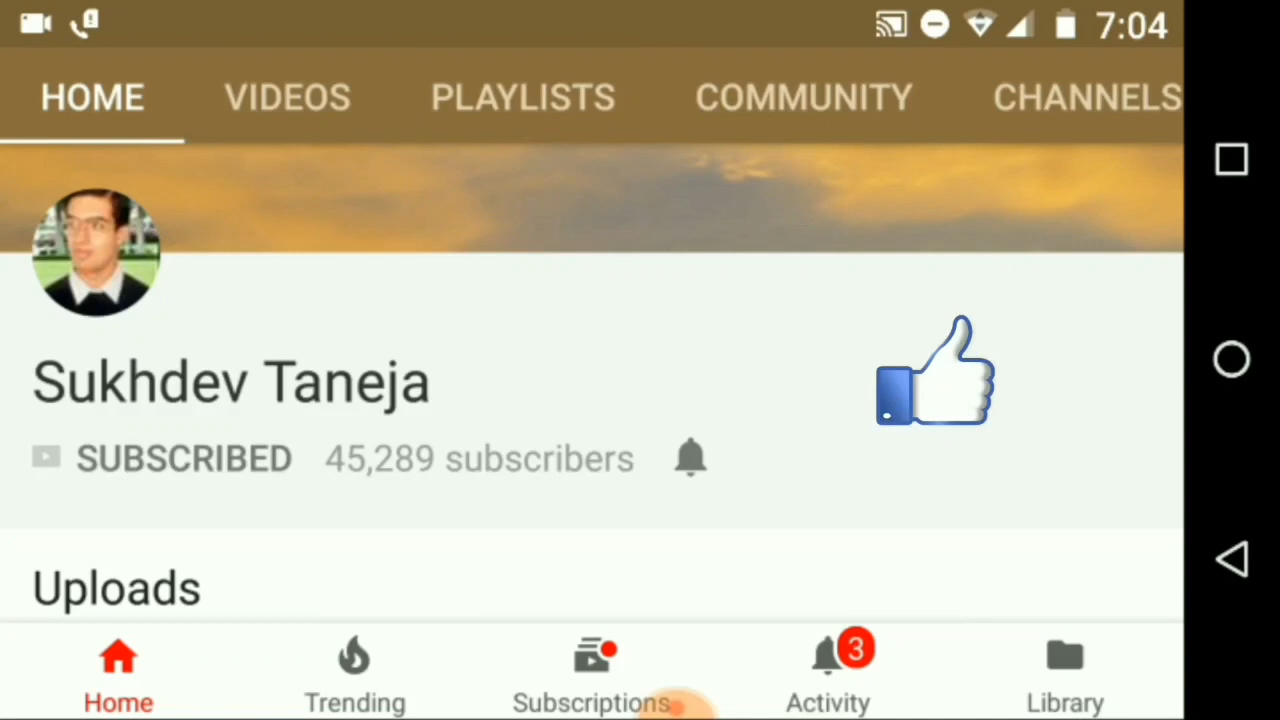 7:04
HOME VIDEOS PLAYLISTS COMMUNITY CHANNELS
Sukhdev Taneja
SUBSCRIBED 45,289 subscribers
Uploads
3
Home Trending Subscriptions Activity Library